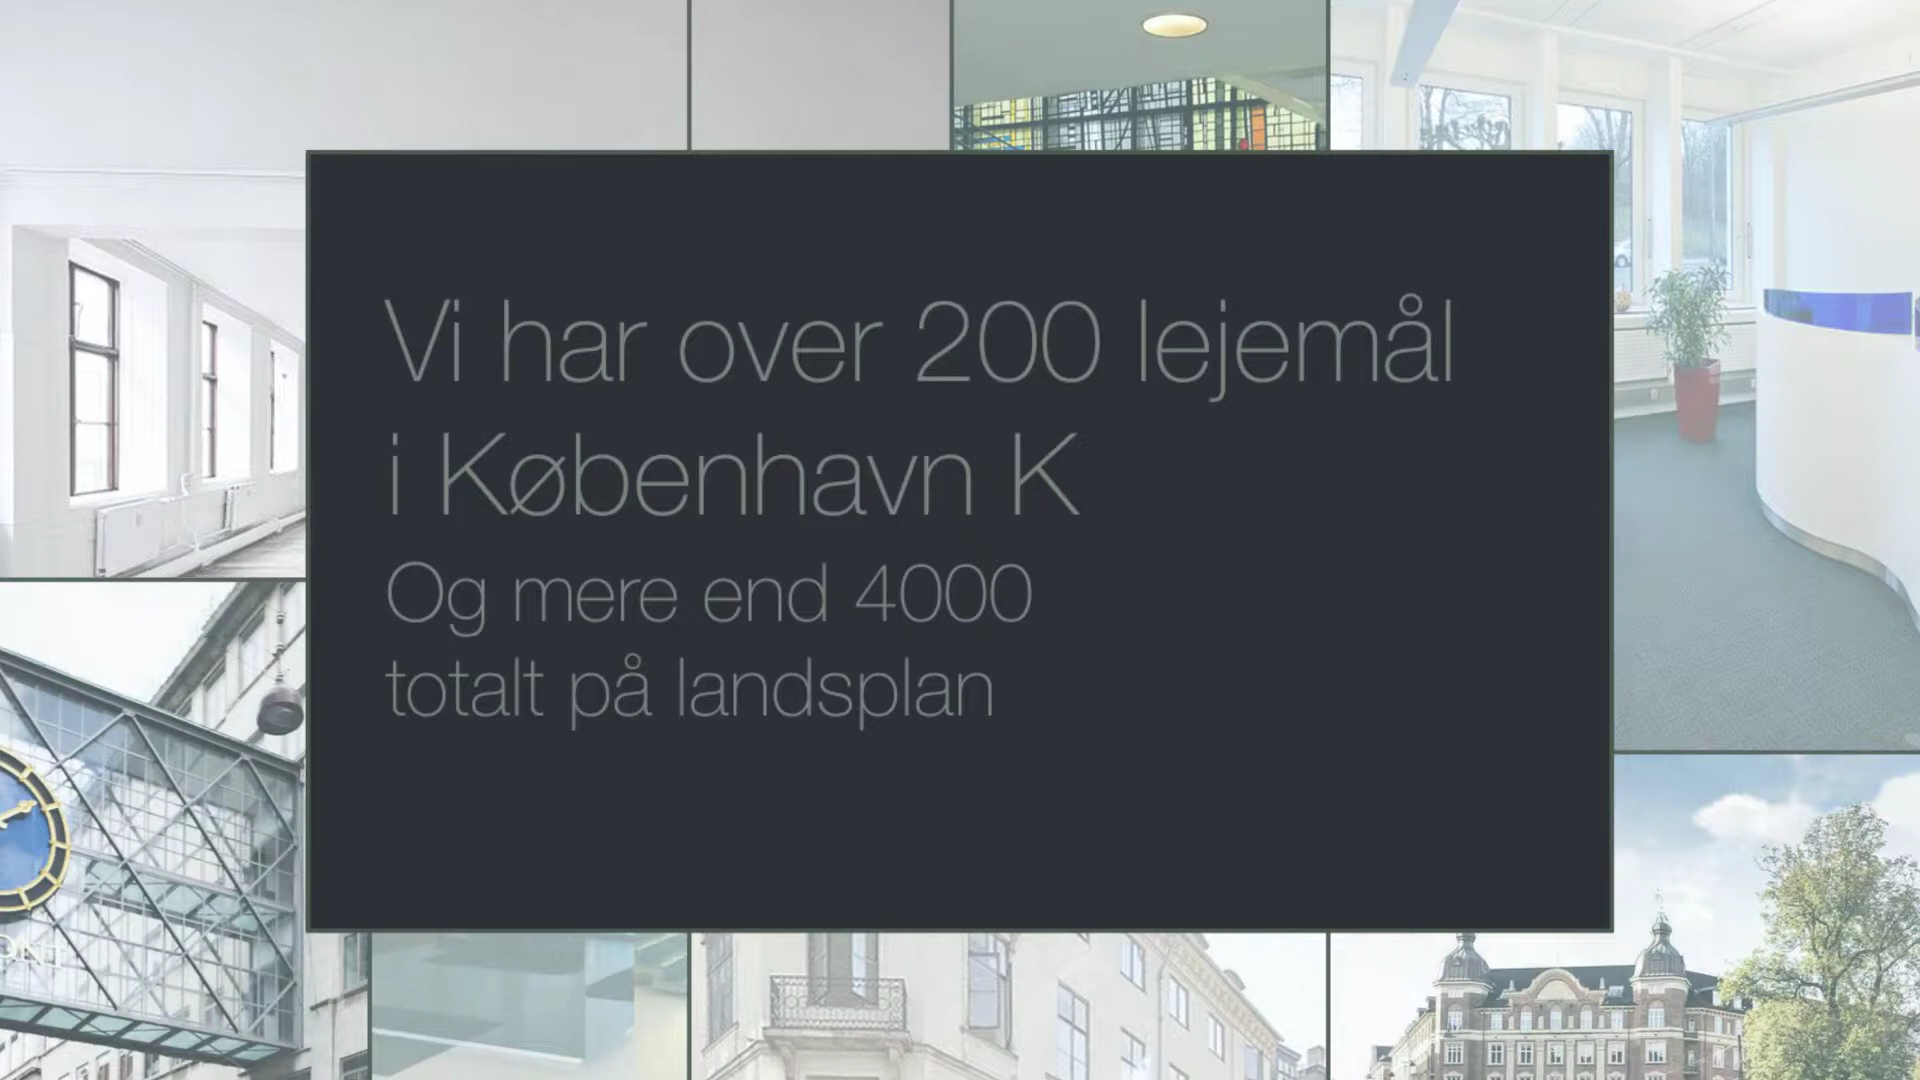 Vi har over 200 lejemål
i København K
Og mere end 4000
totalt på landsplan